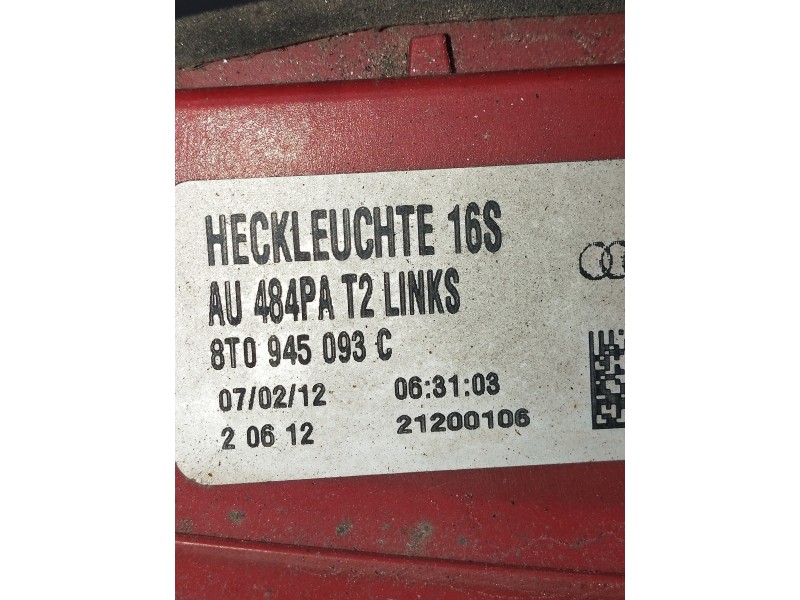 HECKLEUCHTE 16S
AU 484PA T2 LINKS
8T0 945 093 C
07/02/12 06:31:03
2 06 12 21200106